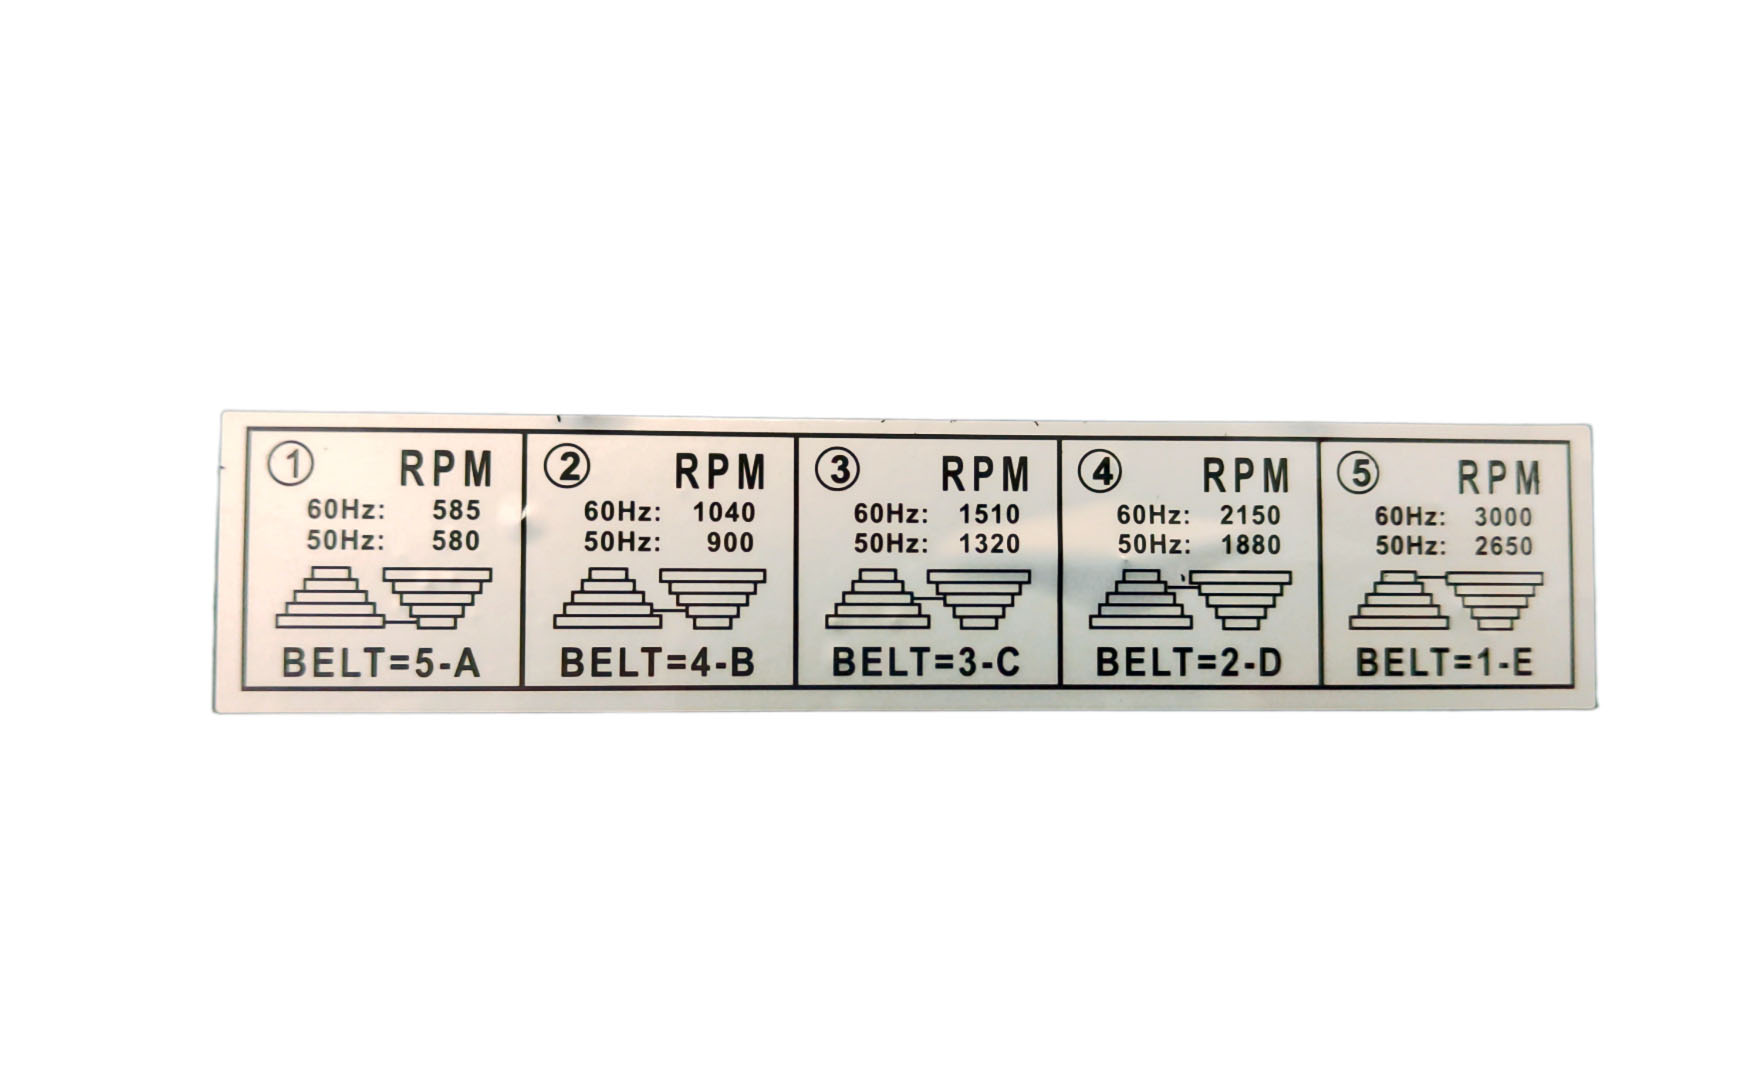 ① RPM
60Hz: 585
50Hz: 580
BELT=5-A
② RPM
60Hz: 1040
50Hz: 900
BELT=4-B
③ RPM
60Hz: 1510
50Hz: 1320
BELT=3-C
④ RPM
60Hz: 2150
50Hz: 1880
BELT=2-D
⑤ RPM
60Hz: 3000
50Hz: 2650
BELT=1-E